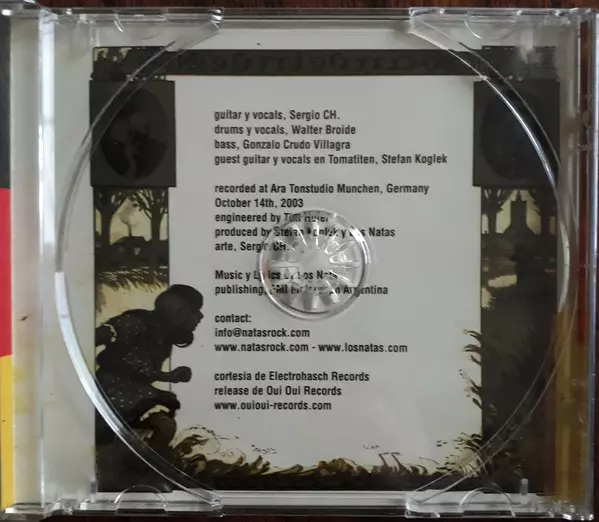 guitar y vocals, Sergio CH.
drums y vocals, Walter Broide
bass, Gonzalo Crudo Villagra
guest guitar y vocals en Tomatiten, Stefan Koglek
recorded at Ara Tonstudio Munchen, Germany
October 14th, 2003
engineered by Tim
produced by Stefan Koglek y Los Natas
arte, Sergio CH.
Music y Lyrics by Los Natas
publishing, EMI Argentina
contact:
info@natasrock.com
www.natasrock.com - www.losnatas.com
cortesia de Electrohasch Records
release de Oui Oui Records
www.ouioui-records.com